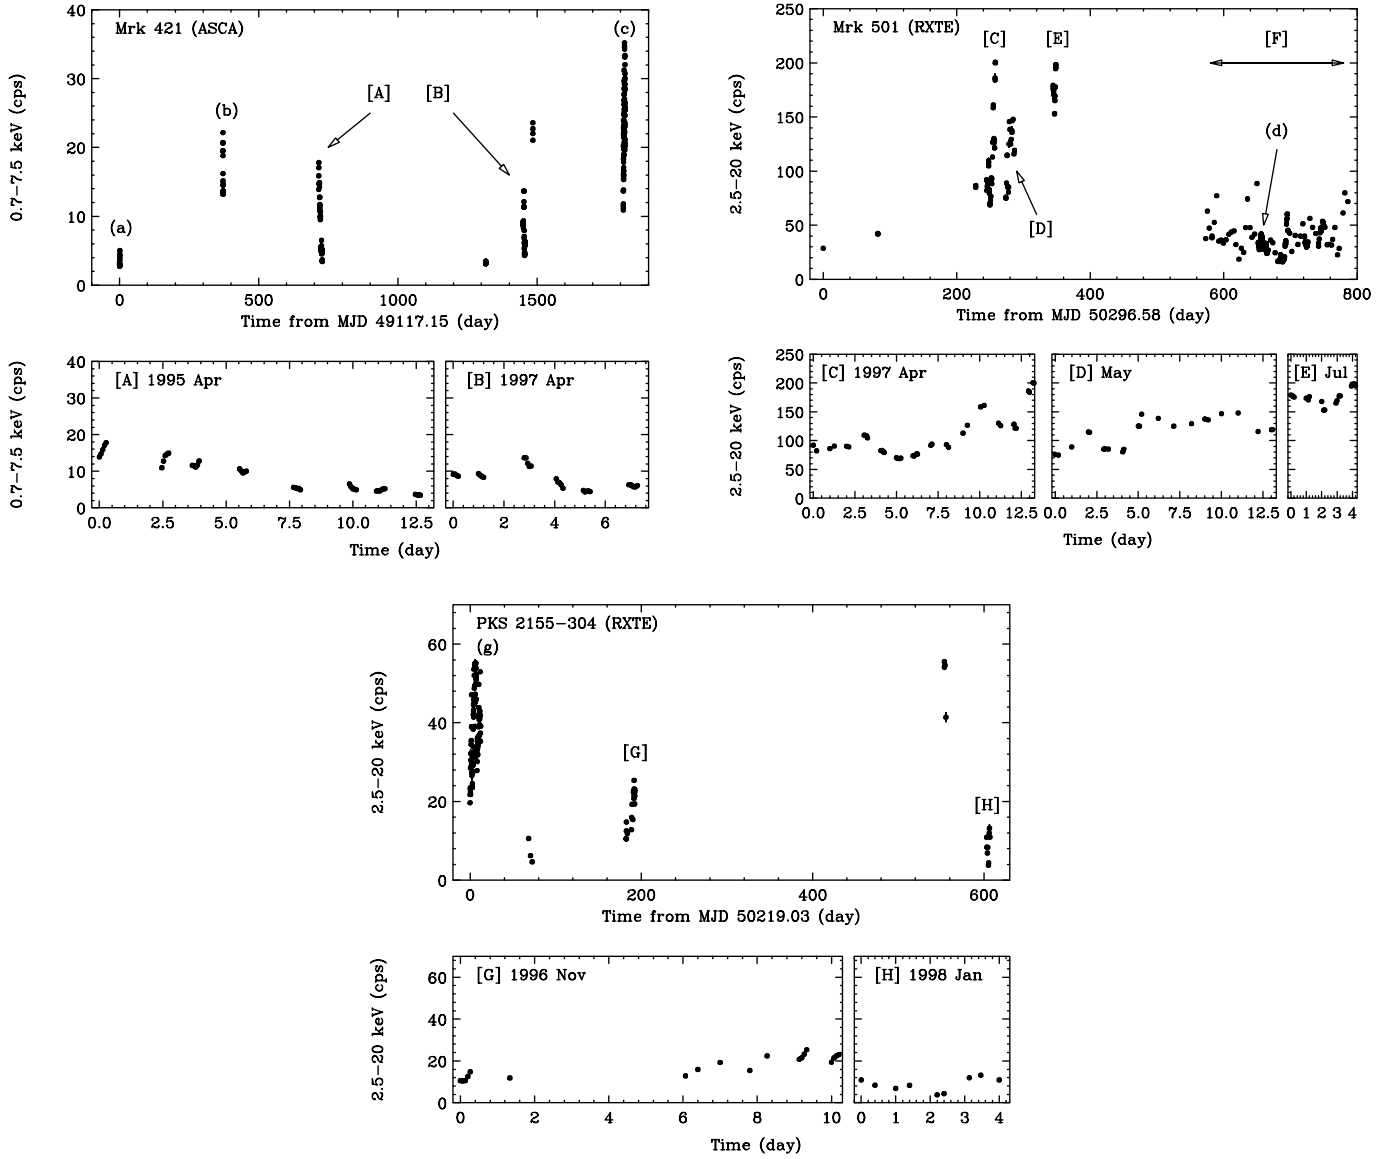 Mrk 421 (ASCA)
(c)
(b)
[A]
[B]
(a)
0.7−7.5 keV (cps)
40
30
20
10
0
0 500 1000 1500
Time from MJD 49117.15 (day)
[A] 1995 Apr
[B] 1997 Apr
0.7−7.5 keV (cps)
40
30
20
10
0
0.0 2.5 5.0 7.5 10.0 12.5
0 2 4 6
Time (day)
Mrk 501 (RXTE)
[C]
[E]
[F]
(d)
[D]
2.5−20 keV (cps)
250
200
150
100
50
0
0 200 400 600 800
Time from MJD 50296.58 (day)
[C] 1997 Apr
[D] May
[E] Jul
2.5−20 keV (cps)
250
200
150
100
50
0
0.0 2.5 5.0 7.5 10.0 12.5
0.0 2.5 5.0 7.5 10.0 12.5
0 1 2 3 4
Time (day)
PKS 2155−304 (RXTE)
(g)
[G]
[H]
2.5−20 keV (cps)
60
40
20
0
0 200 400 600
Time from MJD 50219.03 (day)
[G] 1996 Nov
[H] 1998 Jan
2.5−20 keV (cps)
60
40
20
0
0 2 4 6 8 10
0 1 2 3 4
Time (day)